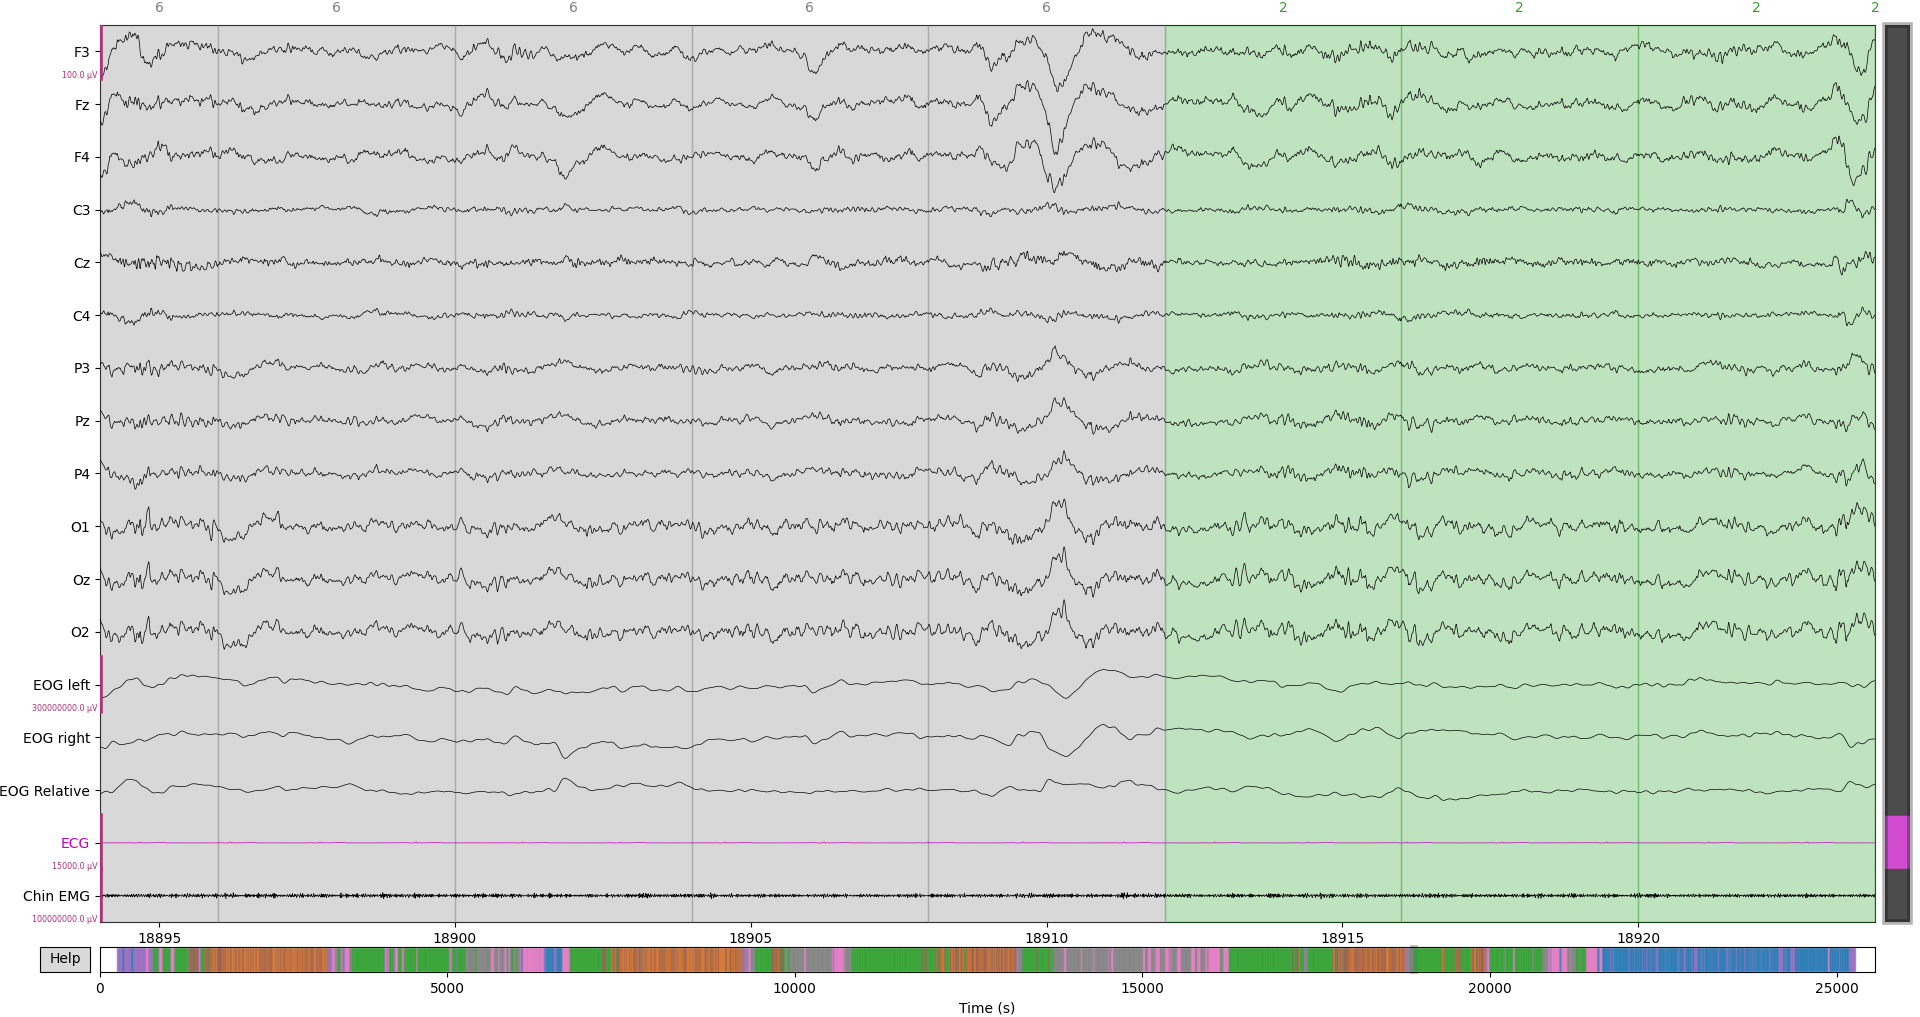 6 6 6 6 6 2 2 2 2
F3
100.0 µV
Fz
F4
C3
Cz
C4
P3
Pz
P4
O1
Oz
O2
EOG left
300000000.0 µV
EOG right
EOG Relative
ECG
15000.0 µV
Chin EMG
100000000.0 µV
18895 18900 18905 18910 18915 18920
Help
0 5000 10000 15000 20000 25000
Time (s)